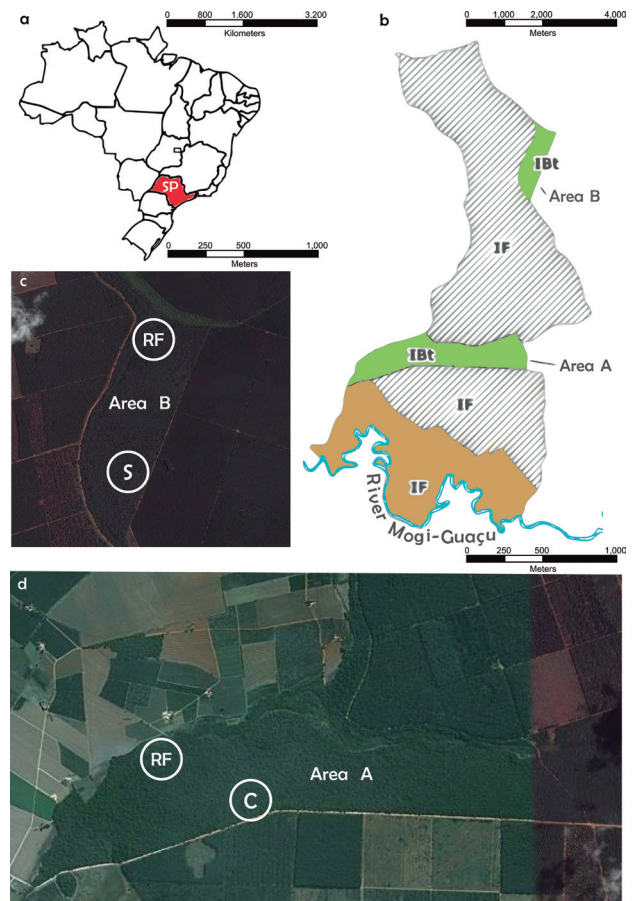 a
0 800 1,600 3,200
Kilometers
SP
b
0 1,000 2,000 4,000
Meters
IBt
Area B
IF
IBt
Area A
IF
IF
River Mogi-Guaçu
0 250 500 1,000
Meters
c
RF
Area B
S
0 250 500 1,000
Meters
d
RF
Area A
C